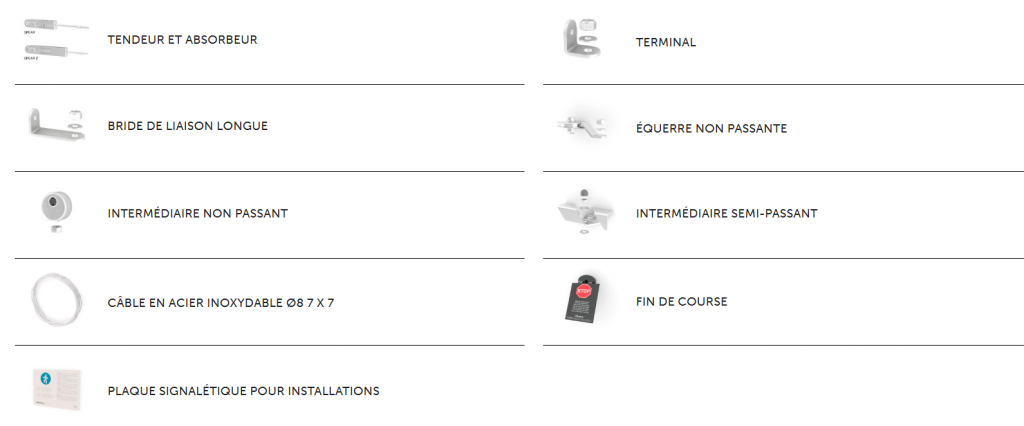 TENDEUR ET ABSORBEUR
TERMINAL
BRIDE DE LIAISON LONGUE
ÉQUERRE NON PASSANTE
INTERMÉDIAIRE NON PASSANT
INTERMÉDIAIRE SEMI-PASSANT
CÂBLE EN ACIER INOXYDABLE Ø8 7 X 7
STOP
FIN DE COURSE
PLAQUE SIGNALÉTIQUE POUR INSTALLATIONS